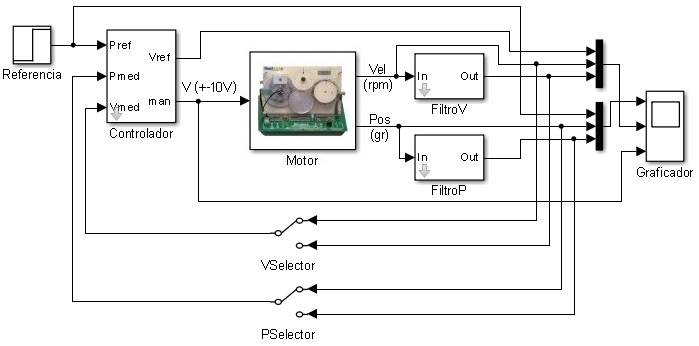 Referencia
Pref
Pmed
Vmed
Vref
man
Controlador
V (+-10V)
Motor
Vel
(rpm)
Pos
(gr)
In
Out
FiltroV
In
Out
FiltroP
Graficador
VSelector
PSelector